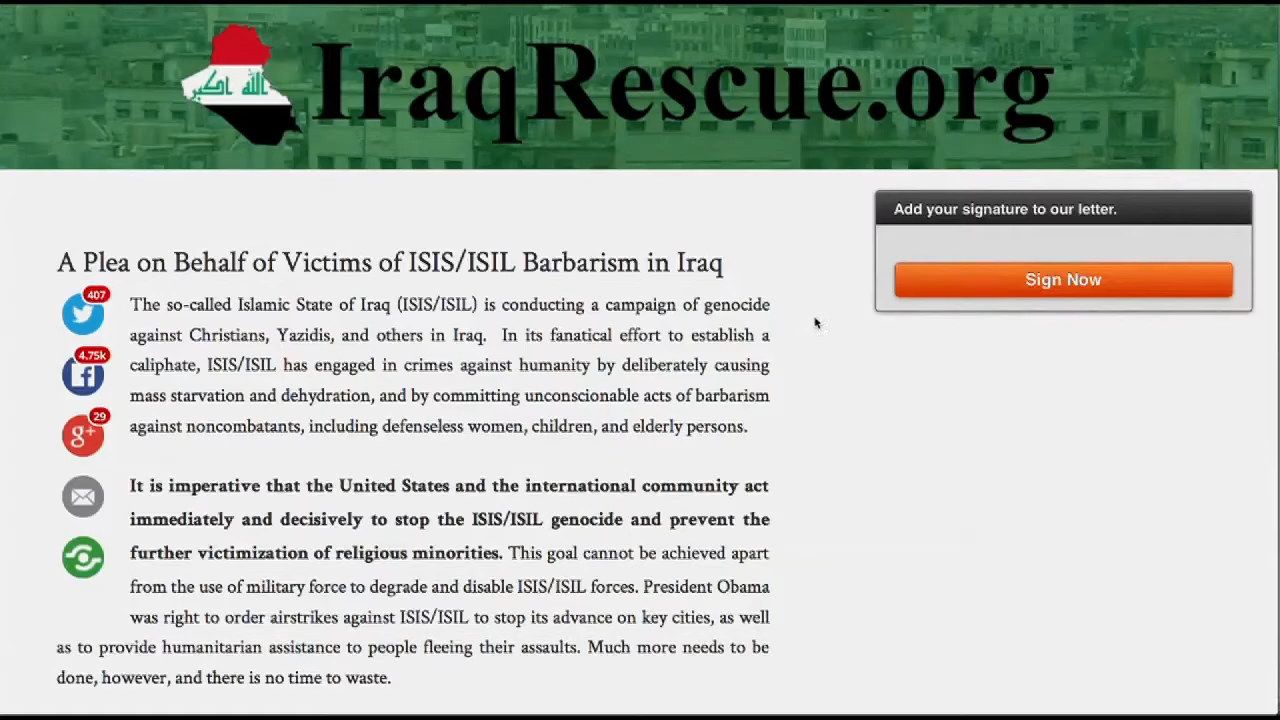 الله اكبر
IraqRescue.org
Add your signature to our letter.
Sign Now
A Plea on Behalf of Victims of ISIS/ISIL Barbarism in Iraq
407
4.75k
29
g+
The so-called Islamic State of Iraq (ISIS/ISIL) is conducting a campaign of genocide
against Christians, Yazidis, and others in Iraq. In its fanatical effort to establish a
caliphate, ISIS/ISIL has engaged in crimes against humanity by deliberately causing
mass starvation and dehydration, and by committing unconscionable acts of barbarism
against noncombatants, including defenseless women, children, and elderly persons.
It is imperative that the United States and the international community act
immediately and decisively to stop the ISIS/ISIL genocide and prevent the
further victimization of religious minorities. This goal cannot be achieved apart
from the use of military force to degrade and disable ISIS/ISIL forces. President Obama
was right to order airstrikes against ISIS/ISIL to stop its advance on key cities, as well
as to provide humanitarian assistance to people fleeing their assaults. Much more needs to be
done, however, and there is no time to waste.